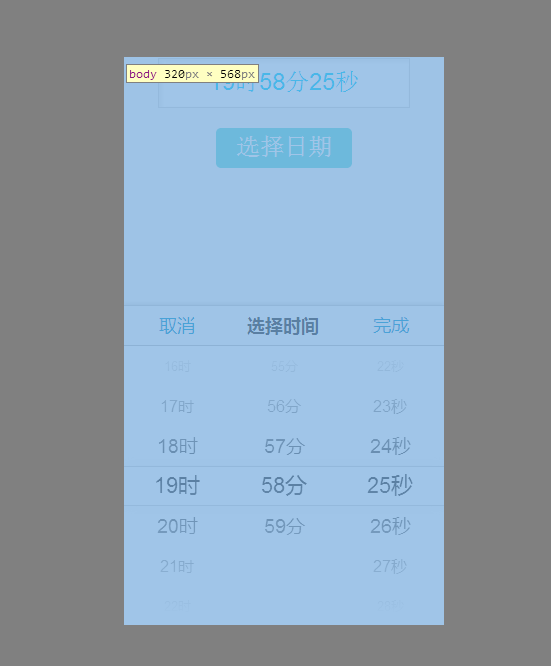 body 320px × 568px
19时58分25秒
选择日期
取消 选择时间 完成
16时 55分 22秒
17时 56分 23秒
18时 57分 24秒
19时 58分 25秒
20时 59分 26秒
21时 27秒